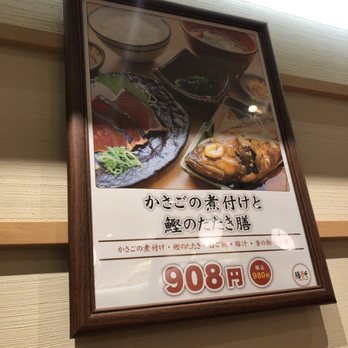 かさごの煮付けと
鰹のたたき膳
かさごの煮付け・鰹のたたき・ご飯・豚汁・香の物
908円
税込
980円